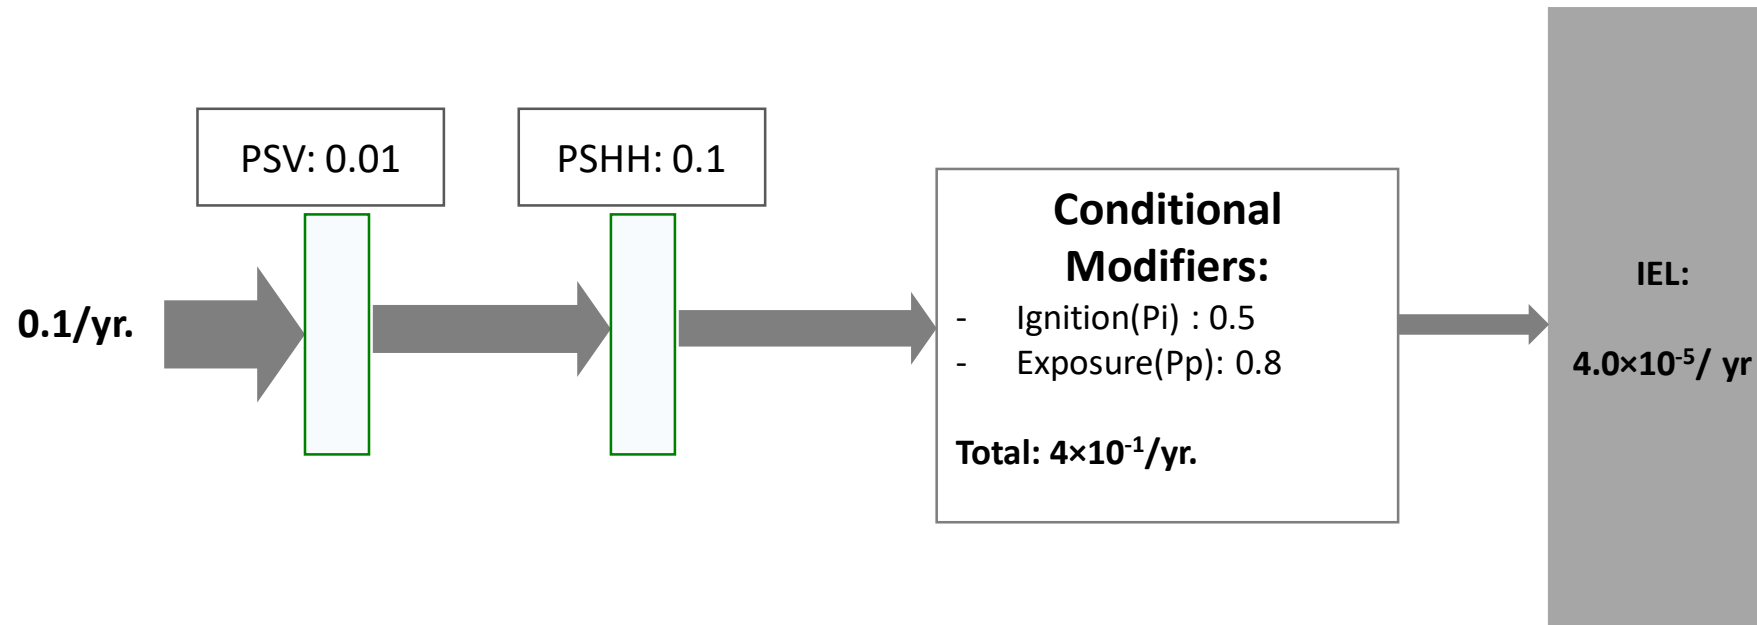 0.1/yr.
PSV: 0.01
PSHH: 0.1
Conditional
Modifiers:
- Ignition(Pi) : 0.5
- Exposure(Pp): 0.8
Total: 4×10⁻¹/yr.
IEL:
4.0×10⁻⁵/ yr